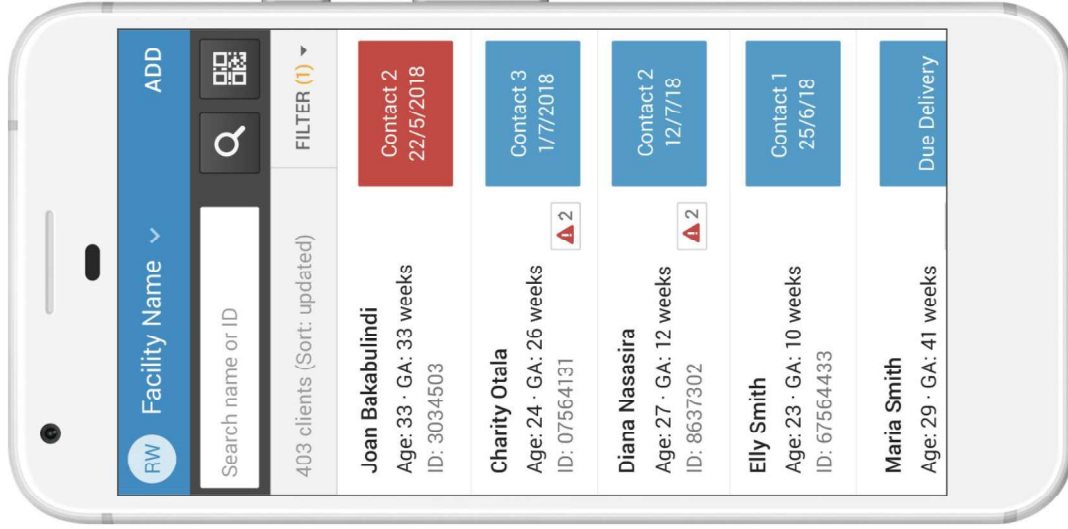 RW Facility Name ADD
Search name or ID
403 clients (Sort: updated) FILTER (1)
Joan Bakabulindi
Age: 33 · GA: 33 weeks
ID: 3034503
Contact 2
22/5/2018
Charity Otala
Age: 24 · GA: 26 weeks
ID: 07564131
2
Contact 3
1/7/2018
Diana Nasasira
Age: 27 · GA: 12 weeks
ID: 8637302
2
Contact 2
12/7/18
Elly Smith
Age: 23 · GA: 10 weeks
ID: 67564433
Contact 1
25/6/18
Maria Smith
Age: 29 · GA: 41 weeks
Due Delivery